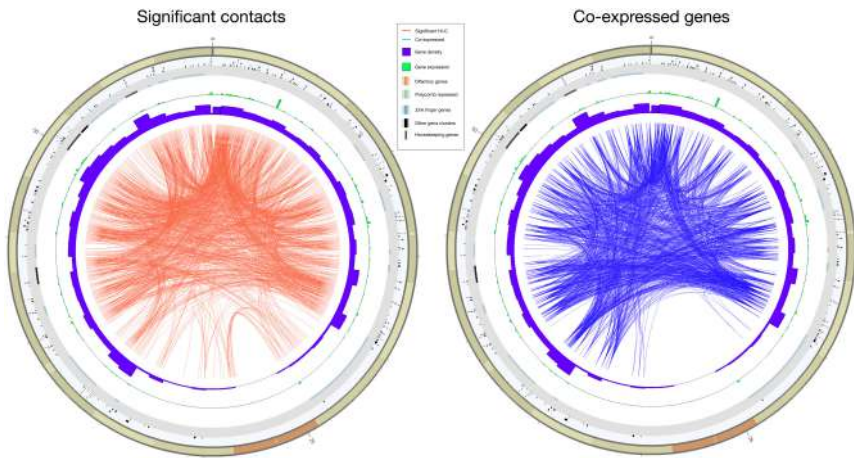 Significant contacts
Co-expressed genes
Significant Hi-C
Co-expressed
Gene density
Gene expression
Olfactory genes
Polycomb repressed
Zink finger genes
Other gene clusters
Housekeeping genes